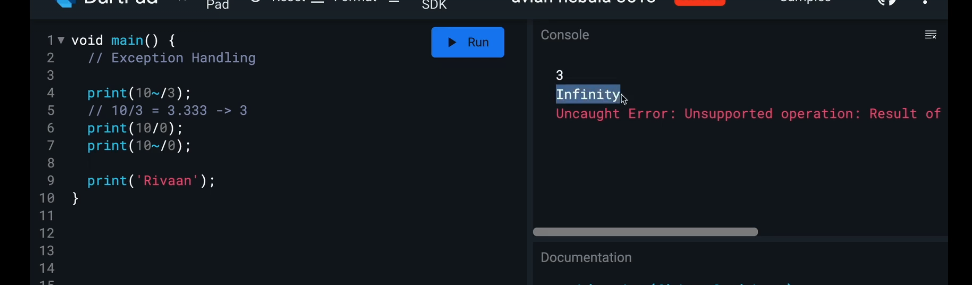 Pad
SDK
Run
Console
1 void main() {
2 // Exception Handling
3
4 print(10~/3);
5 // 10/3 = 3.333 -> 3
6 print(10/0);
7 print(10~/0);
8
9 print('Rivaan');
10 }
11
12
13
14
3
Infinity
Uncaught Error: Unsupported operation: Result of
Documentation